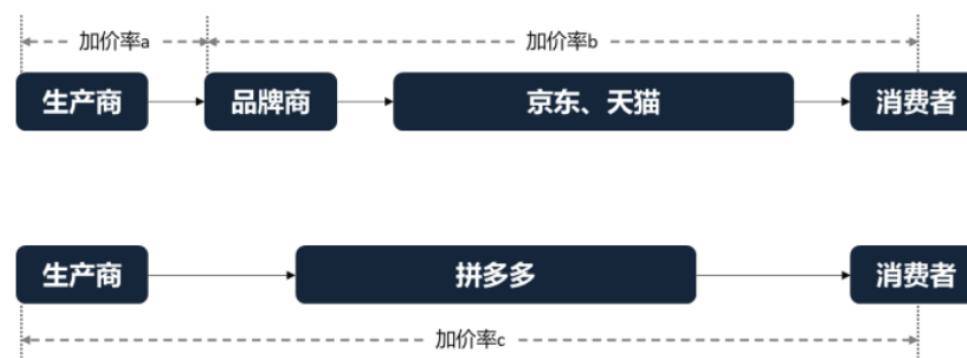 加价率a 加价率b
生产商 品牌商 京东、天猫 消费者
生产商 拼多多 消费者
加价率c